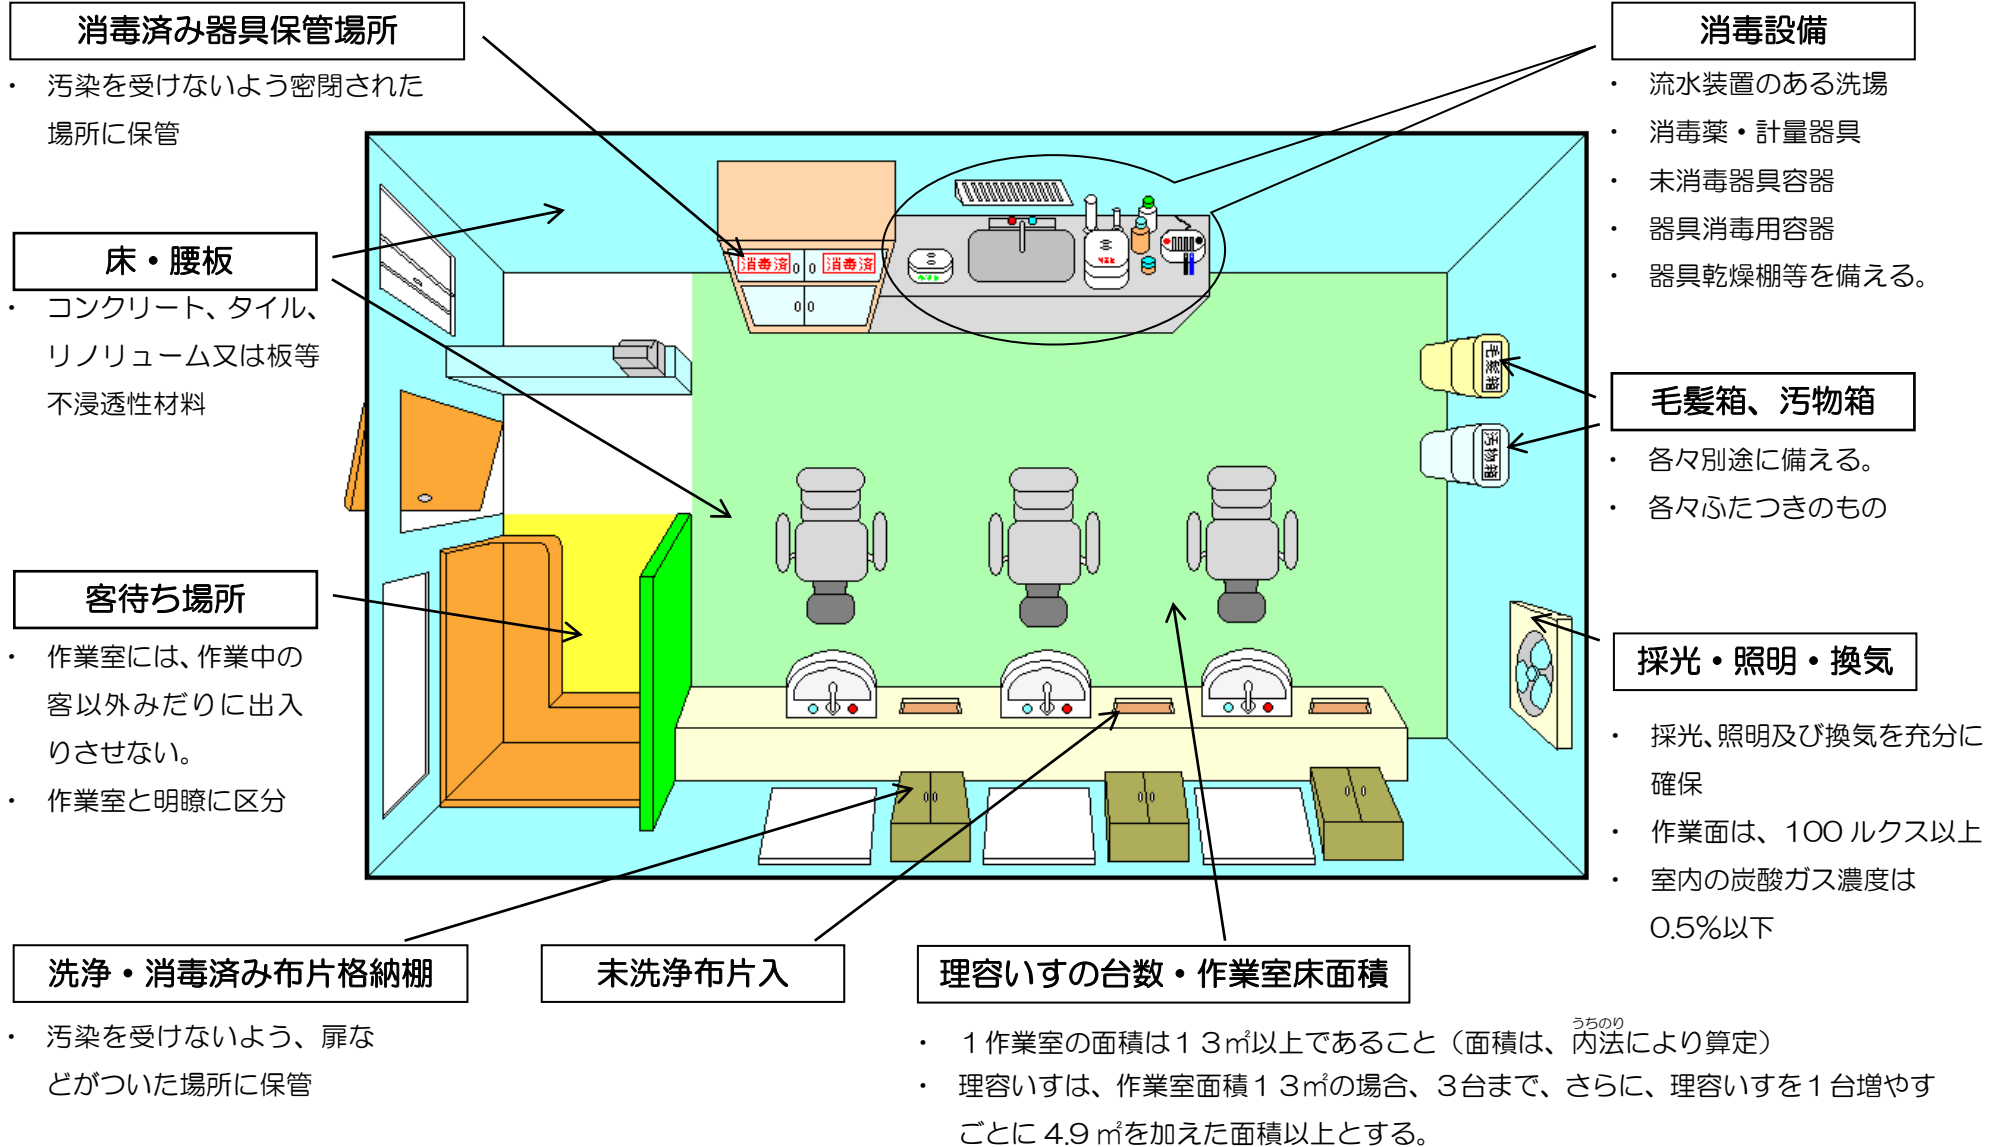 消毒済み器具保管場所
・ 汚染を受けないよう密閉された
場所に保管
床・腰板
・ コンクリート、タイル、
リノリューム又は板等
不浸透性材料
客待ち場所
・ 作業室には、作業中の
客以外みだりに出入
りさせない。
・ 作業室と明瞭に区分
消毒設備
・ 流水装置のある洗場
・ 消毒薬・計量器具
・ 未消毒器具容器
・ 器具消毒用容器
・ 器具乾燥棚等を備える。
毛髪箱、汚物箱
・ 各々別途に備える。
・ 各々ふたつきのもの
採光・照明・換気
・ 採光、照明及び換気を充分に
確保
・ 作業面は、100 ルクス以上
・ 室内の炭酸ガス濃度は
0.5%以下
消毒済
消毒済
毛髪箱
汚物箱
洗浄・消毒済み布片格納棚
・ 汚染を受けないよう、扉な
どがついた場所に保管
未洗浄布片入
理容いすの台数・作業室床面積
うちのり
・ 1作業室の面積は13㎡以上であること（面積は、内法により算定）
・ 理容いすは、作業室面積13㎡の場合、3台まで、さらに、理容いすを1台増やす
ごとに 4.9 ㎡を加えた面積以上とする。